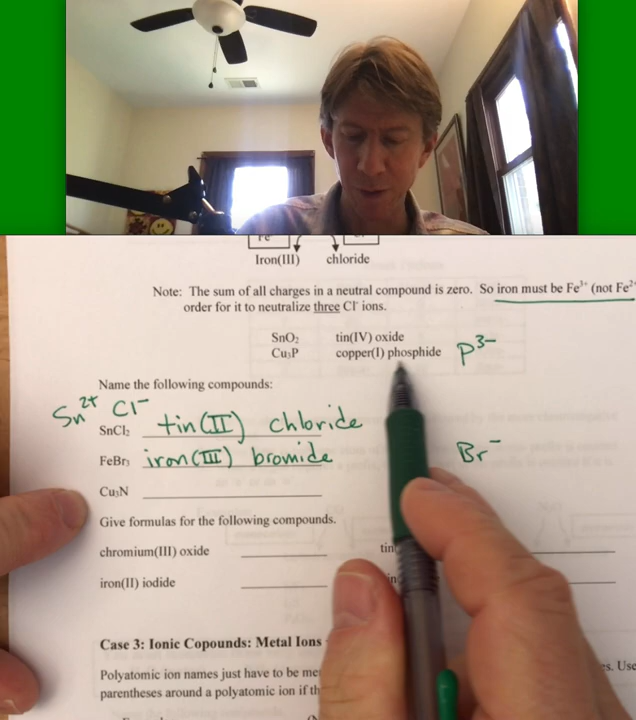 Fe
Iron(III) chloride
Note: The sum of all charges in a neutral compound is zero. So iron must be Fe³⁺ (not Fe²
order for it to neutralize three Cl⁻ ions.
SnO₂ tin(IV) oxide
Cu₃P copper(I) phosphide P³⁻
Name the following compounds:
Sn²⁺ Cl⁻
SnCl₂ tin(II) chloride
FeBr₃ iron(III) bromide Br⁻
Cu₃N
Give formulas for the following compounds.
chromium(III) oxide tin
iron(II) iodide
Case 3: Ionic Copounds: Metal Ions
Polyatomic ion names just have to be me es. Use
parentheses around a polyatomic ion if th